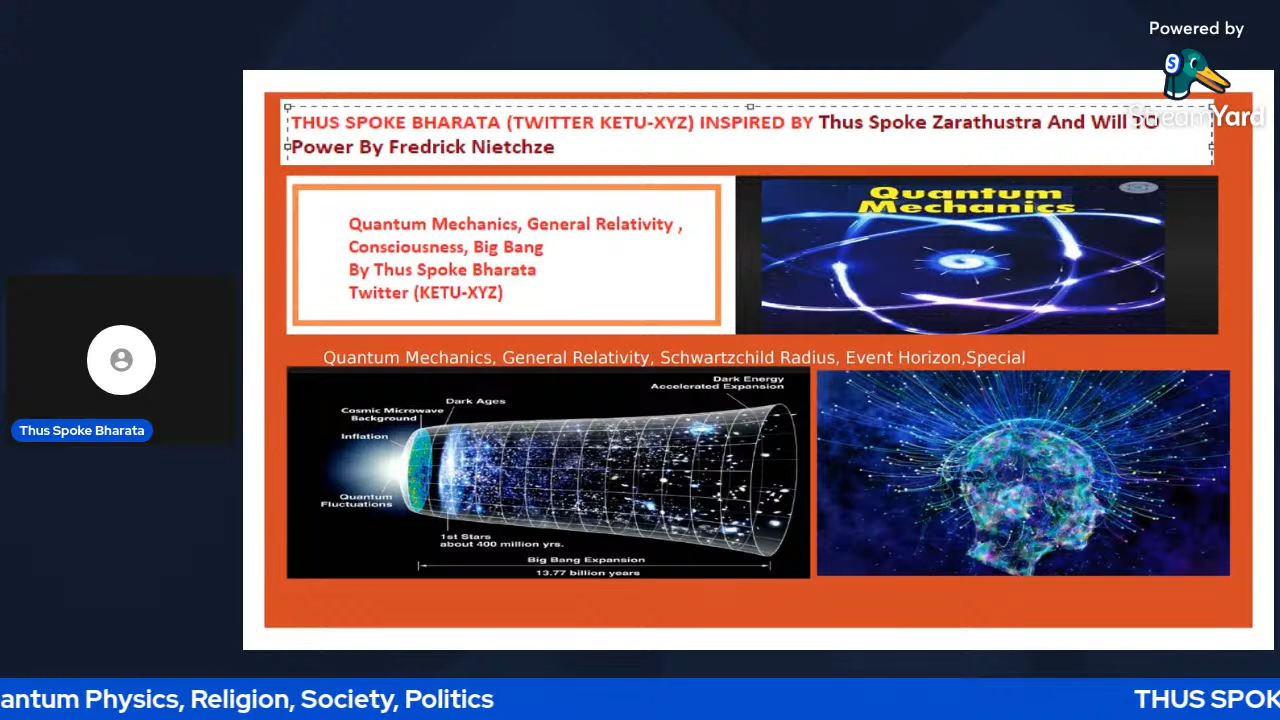 Powered by
StreamYard
THUS SPOKE BHARATA (TWITTER KETU-XYZ) INSPIRED BY Thus Spoke Zarathustra And Will TO
Power By Fredrick Nietchze
Quantum Mechanics, General Relativity ,
Consciousness, Big Bang
By Thus Spoke Bharata
Twitter (KETU-XYZ)
Quantum
Mechanics
Quantum Mechanics, General Relativity, Schwartzchild Radius, Event Horizon,Special
Dark Energy
Accelerated Expansion
Dark Ages
Cosmic Microwave
Background
Inflation
Quantum
Fluctuations
1st Stars
about 400 million yrs.
Big Bang Expansion
13.77 billion years
Thus Spoke Bharata
antum Physics, Religion, Society, Politics
THUS SPOK